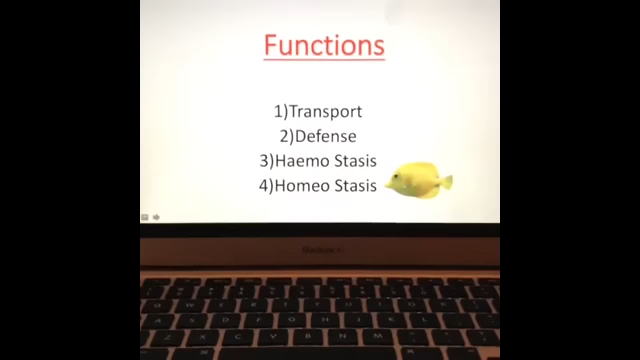 Functions
1)Transport
2)Defense
3)Haemo Stasis
4)Homeo Stasis